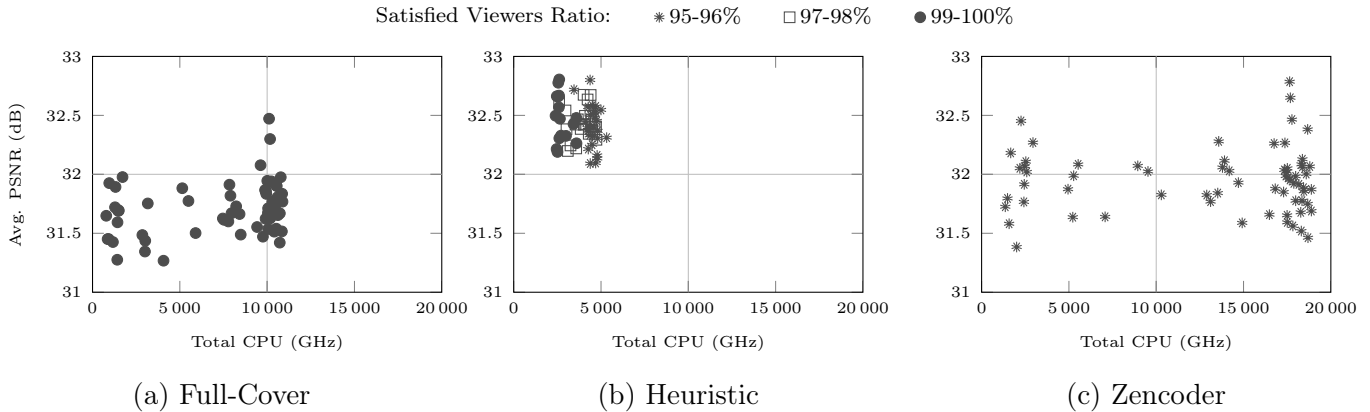 Satisfied Viewers Ratio: 95-96% 97-98% 99-100%
Avg. PSNR (dB)
33
32.5
32
31.5
31
0 5 000 10 000 15 000 20 000
Total CPU (GHz)
(a) Full-Cover
33
32.5
32
31.5
31
0 5 000 10 000 15 000 20 000
Total CPU (GHz)
(b) Heuristic
33
32.5
32
31.5
31
0 5 000 10 000 15 000 20 000
Total CPU (GHz)
(c) Zencoder